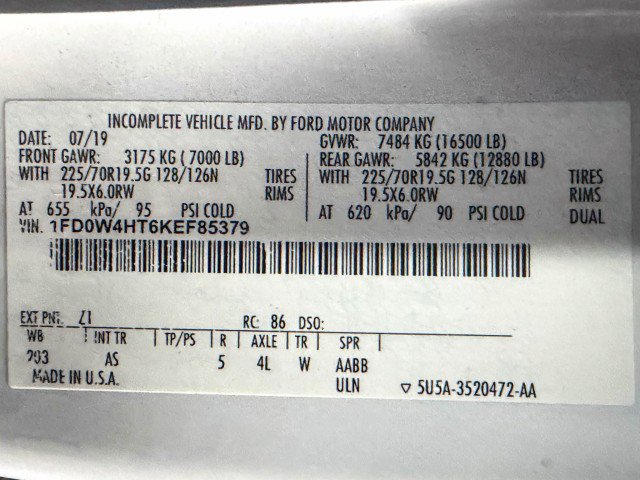 INCOMPLETE VEHICLE MFD. BY FORD MOTOR COMPANY
DATE: 07/19 GVWR: 7484 KG (16500 LB)
FRONT GAWR: 3175 KG (7000 LB) REAR GAWR: 5842 KG (12880 LB)
WITH 225/70R19.5G 128/126N TIRES WITH 225/70R19.5G 128/126N TIRES
19.5X6.0RW RIMS 19.5X6.0RW RIMS
AT 655 kPa/ 95 PSI COLD AT 620 kPa/ 90 PSI COLD DUAL
VIN. 1FD0W4HT6KEF85379
EXT PNT. Z1 RC: 86 DSO:
WB INT TR TP/PS R AXLE TR SPR
203 AS 5 4L W AABB
MADE IN U.S.A. ULN ▽ 5U5A-3520472-AA